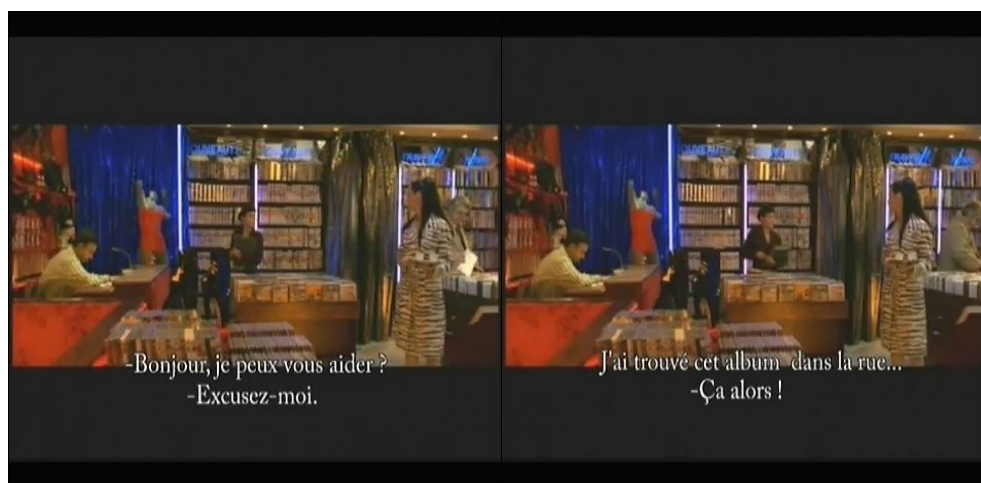 -Bonjour, je peux vous aider ?
-Excusez-moi.
J'ai trouvé cet album dans la rue...
-Ça alors !